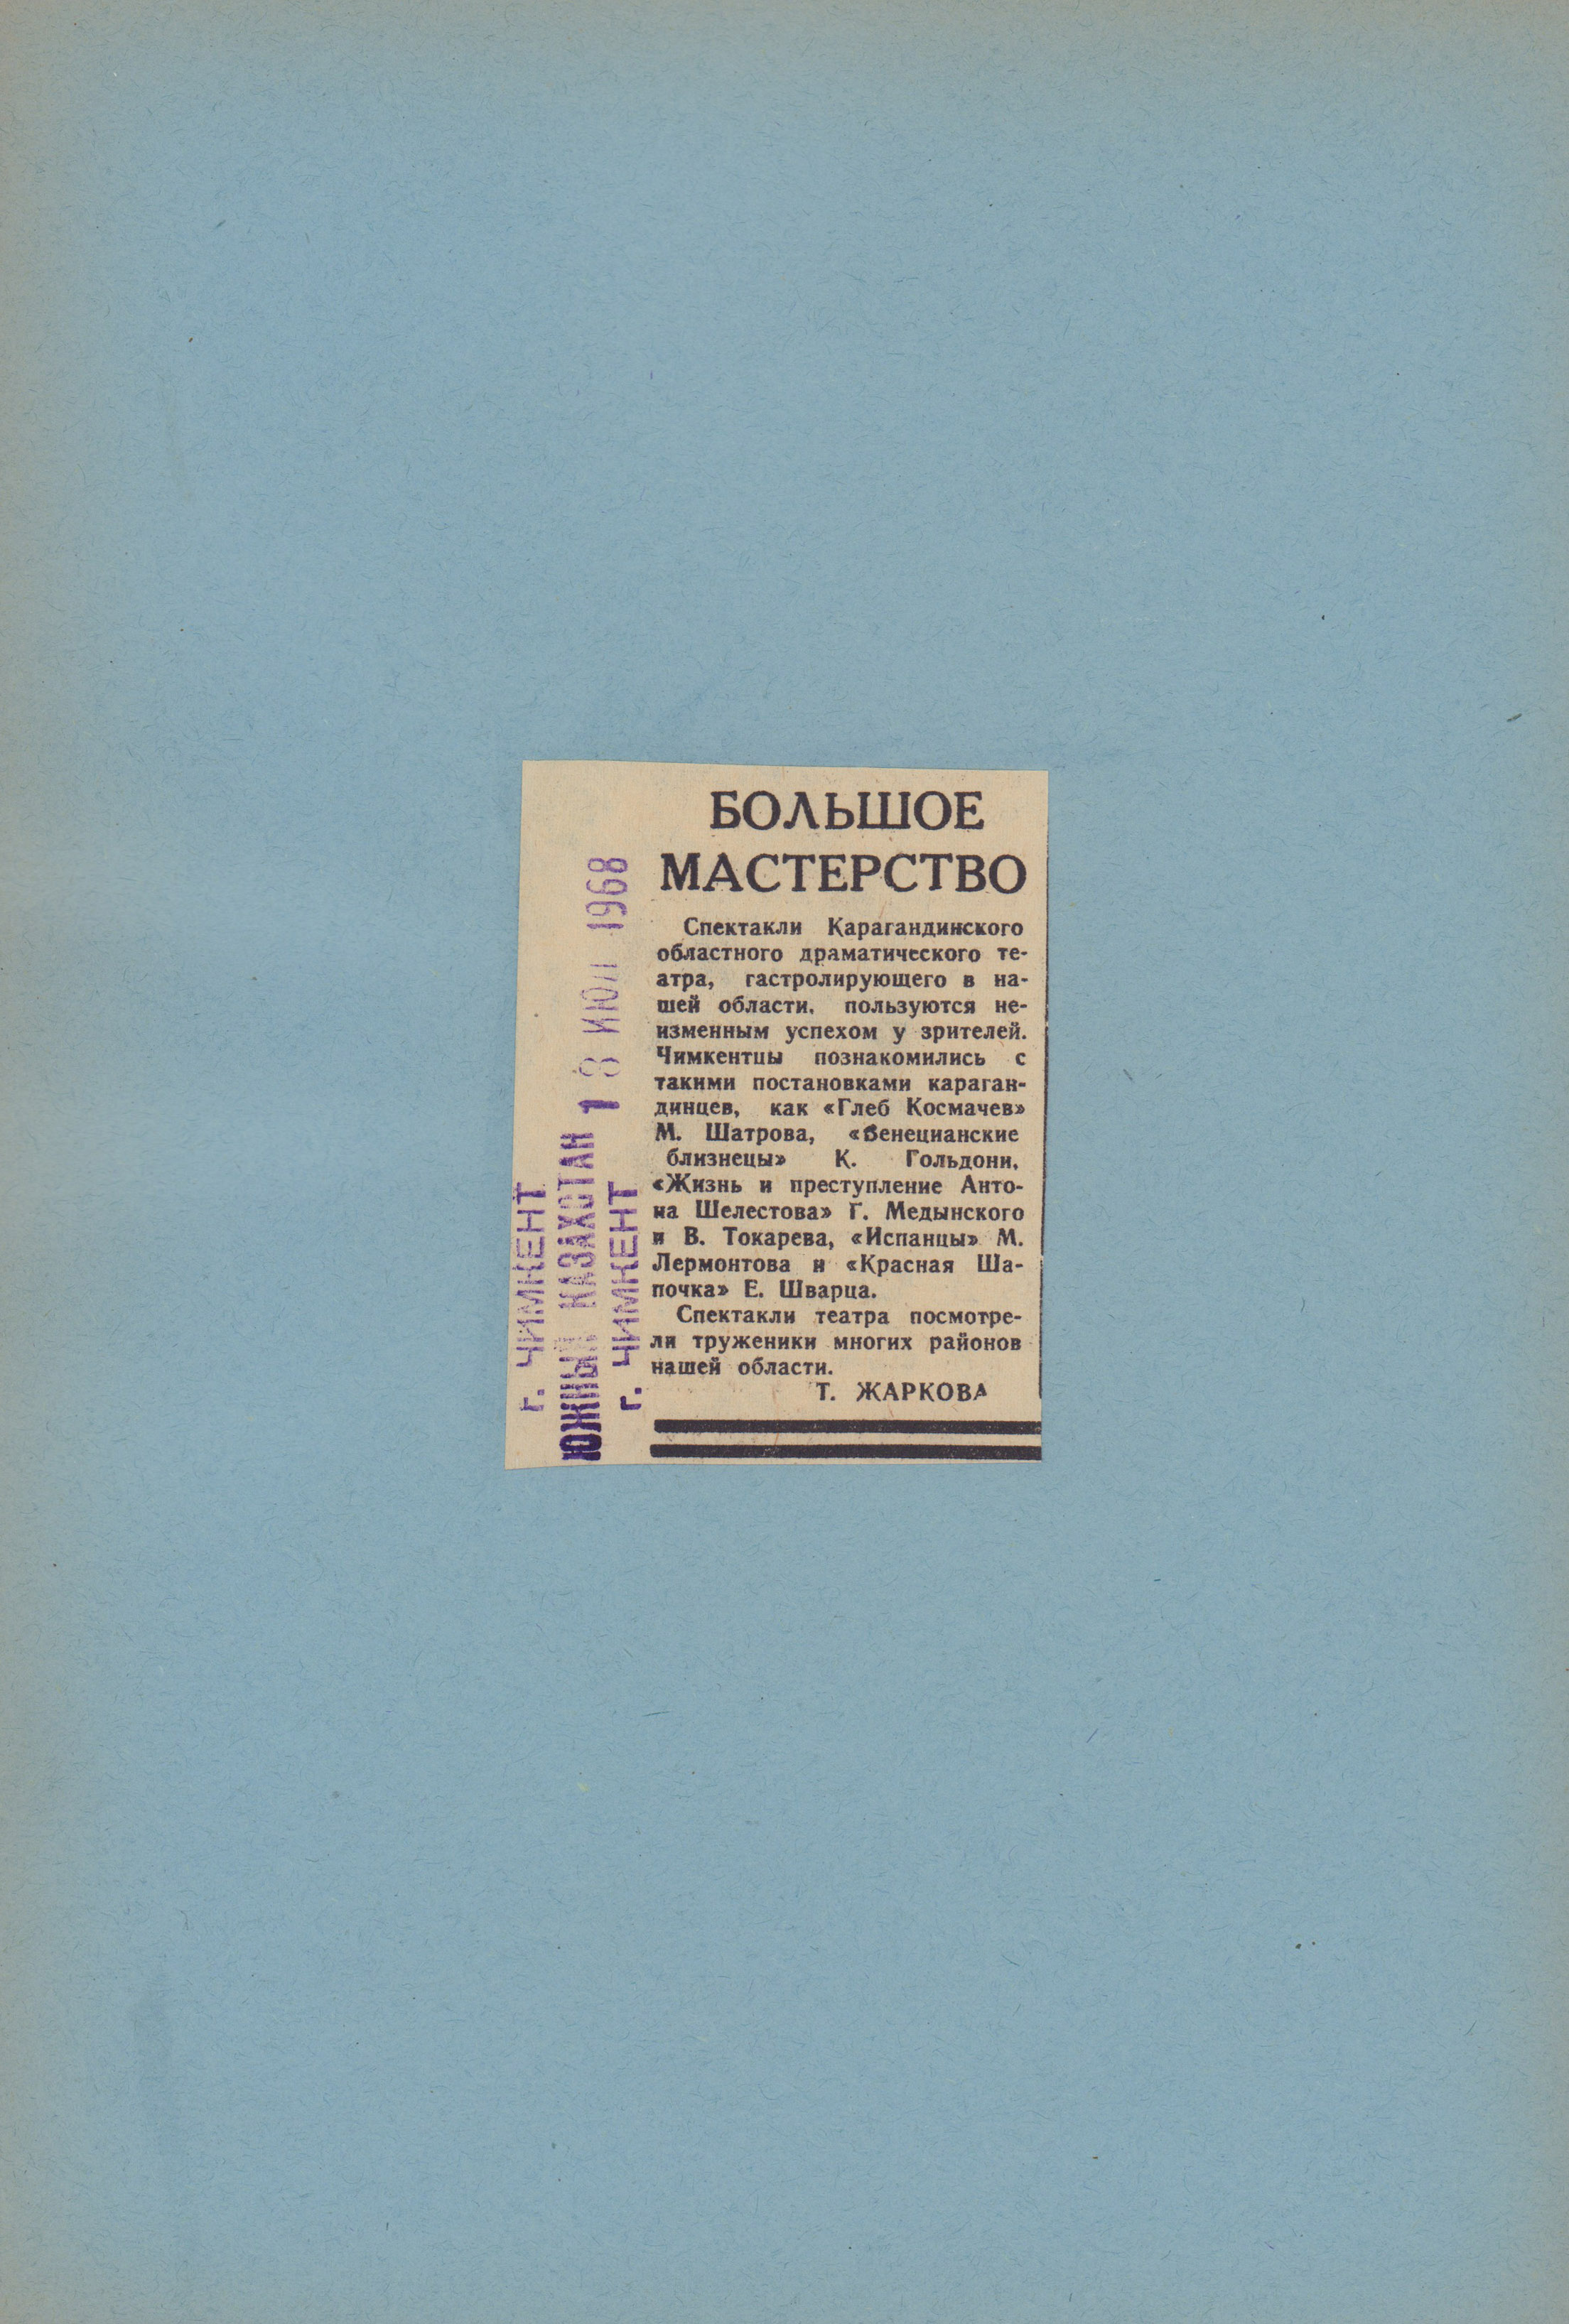 БОЛЬШОЕ
МАСТЕРСТВО
Спектакли Карагандинского
областного драматического те-
атра, гастролирующего в на-
шей области, пользуются не-
изменным успехом у зрителей.
Чимкентцы познакомились с
такими постановками караган-
динцев, как «Глеб Космачев»
М. Шатрова, «Венецианские
близнецы» К. Гольдони,
«Жизнь и преступление Анто-
на Шелестова» Г. Медынского
и В. Токарева, «Испанцы» М.
Лермонтова и «Красная Ша-
почка» Е. Шварца.
Спектакли театра посмотре-
ли труженики многих районов
нашей области.
Т. ЖАРКОВА
г. ЧИМКЕНТ
ЮЖНЫЙ КАЗАХСТАН
г. ЧИМКЕНТ
18 ИЮЛ 1968